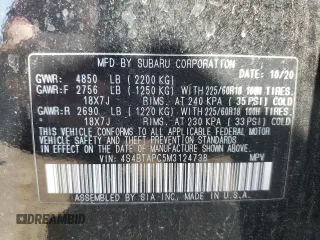 MFD BY SUBARU CORPORATION
GVWR: 4850 LB (2200 KG) DATE: 10/20
GAWR:F 2756 LB (1250 KG) WITH 225/60R18 100H TIRES,
" 18X7J RIMS, AT 240 KPA (35 PSI) COLD
GAWR:R 2690 LB (1220 KG) WITH 225/60R18 100H TIRES,
" 18X7J RIMS, AT 230 KPA (33 PSI) COLD
THIS VEHICLE CONFORMS TO ALL APPLICABLE FEDERAL MOTOR
VEHICLE SAFETY, BUMPER, AND THEFT PREVENTION STANDARDS
IN EFFECT ON THE DATE OF MANUFACTURE SHOWN ABOVE.
VIN: 4S4BTAPC5M3124738 MPV
ASSEMBLED BY SIA INC, MADE IN U.S.A.